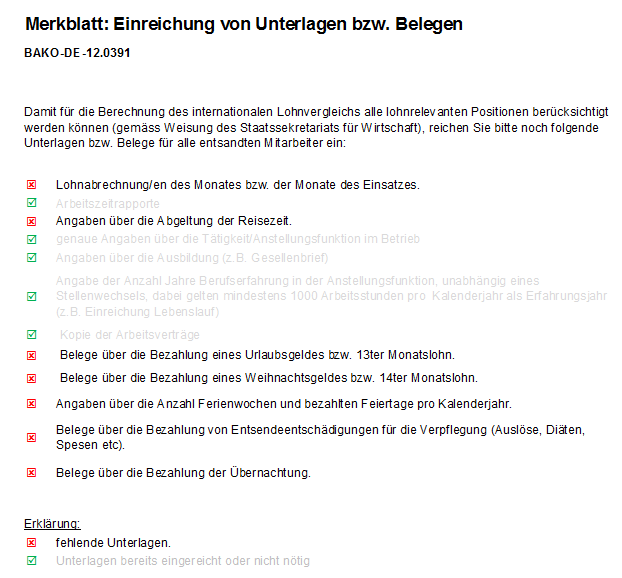 Merkblatt: Einreichung von Unterlagen bzw. Belegen
BAKO-DE-12.0391
Damit für die Berechnung des internationalen Lohnvergleichs alle lohnrelevanten Positionen berücksichtigt
werden können (gemäss Weisung des Staatssekretariats für Wirtschaft), reichen Sie bitte noch folgende
Unterlagen bzw. Belege für alle entsandten Mitarbeiter ein:
Lohnabrechnung/en des Monates bzw. der Monate des Einsatzes.
Arbeitszeitrapporte
Angaben über die Abgeltung der Reisezeit.
genaue Angaben über die Tätigkeit/Anstellungsfunktion im Betrieb
Angaben über die Ausbildung (z.B. Gesellenbrief)
Angabe der Anzahl Jahre Berufserfahrung in der Anstellungsfunktion, unabhängig eines
Stellenwechsels, dabei gelten mindestens 1000 Arbeitsstunden pro Kalenderjahr als Erfahrungsjahr
(z.B. Einreichung Lebenslauf)
Kopie der Arbeitsverträge
Belege über die Bezahlung eines Urlaubsgeldes bzw. 13ter Monatslohn.
Belege über die Bezahlung eines Weihnachtsgeldes bzw. 14ter Monatslohn.
Angaben über die Anzahl Ferienwochen und bezahlten Feiertage pro Kalenderjahr.
Belege über die Bezahlung von Entsendeentschädigungen für die Verpflegung (Auslöse, Diäten,
Spesen etc).
Belege über die Bezahlung der Übernachtung.
Erklärung:
fehlende Unterlagen.
Unterlagen bereits eingereicht oder nicht nötig